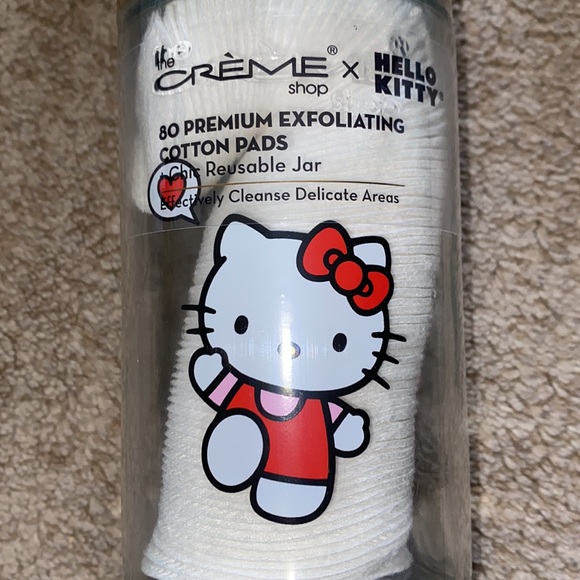 the
CRÈME®
shop
x
HELLO
KITTY®
80 PREMIUM EXFOLIATING
COTTON PADS
+ Chic Reusable Jar
Effectively Cleanse Delicate Areas